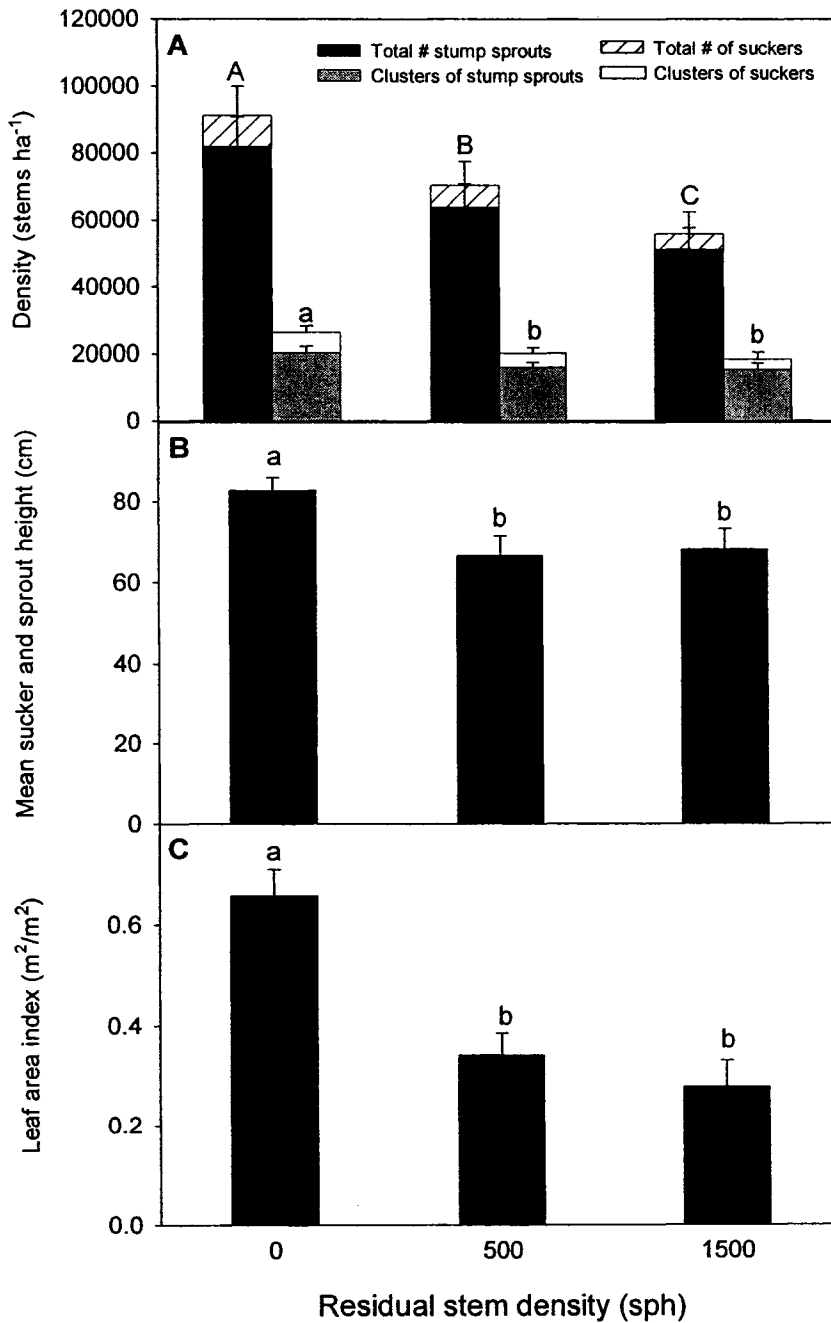 A
Total # stump sprouts
Total # of suckers
Clusters of stump sprouts
Clusters of suckers
Density (stems ha⁻¹)
120000
100000
80000
60000
40000
20000
0
A
B
C
a
b
b
B
Mean sucker and sprout height (cm)
80
60
40
20
0
a
b
b
C
Leaf area index (m²/m²)
0.6
0.4
0.2
0.0
a
b
b
0 500 1500
Residual stem density (sph)